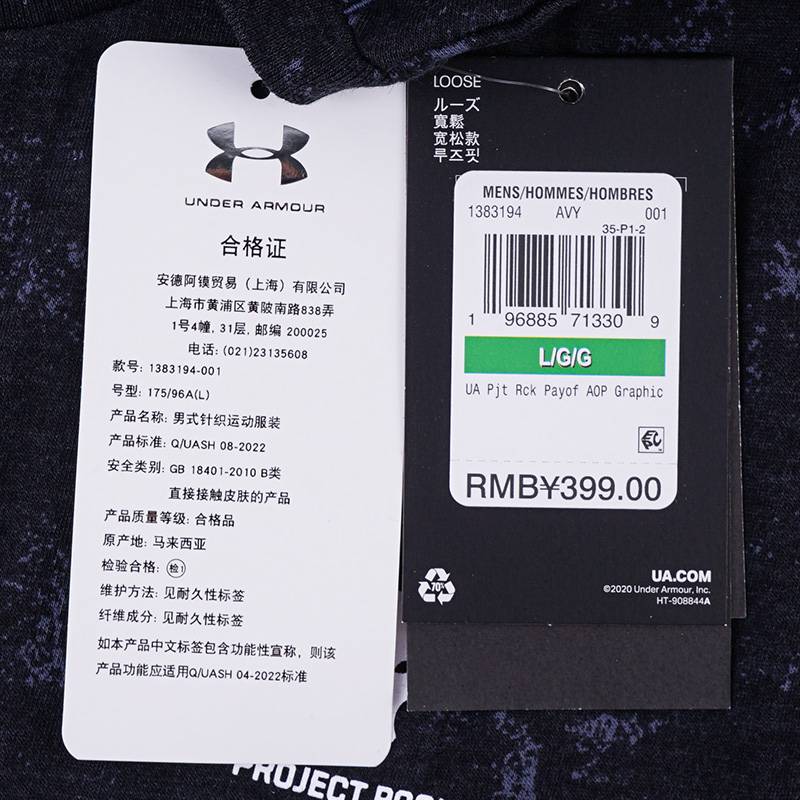 UNDER ARMOUR
合格证
安德阿镆贸易（上海）有限公司
上海市黄浦区黄陂南路838弄
1号4幢, 31层, 邮编 200025
电话: (021)23135608
款号: 1383194-001
号型: 175/96A(L)
产品名称: 男式针织运动服装
产品标准: Q/UASH 08-2022
安全类别: GB 18401-2010 B类
直接接触皮肤的产品
产品质量等级: 合格品
原产地: 马来西亚
检验合格: 检1
维护方法: 见耐久性标签
纤维成分: 见耐久性标签
如本产品中文标签包含功能性宣称, 则该
产品功能应适用Q/UASH 04-2022标准
LOOSE
ルーズ
寬鬆
宽松款
루즈핏
MENS/HOMMES/HOMBRES
1383194 AVY 001
35-P1-2
1 96885 71330 9
L/G/G
UA Pjt Rck Payof AOP Graphic
RMB¥399.00
70%
UA.COM
©2020 Under Armour, Inc.
HT-908844A
PROJECT